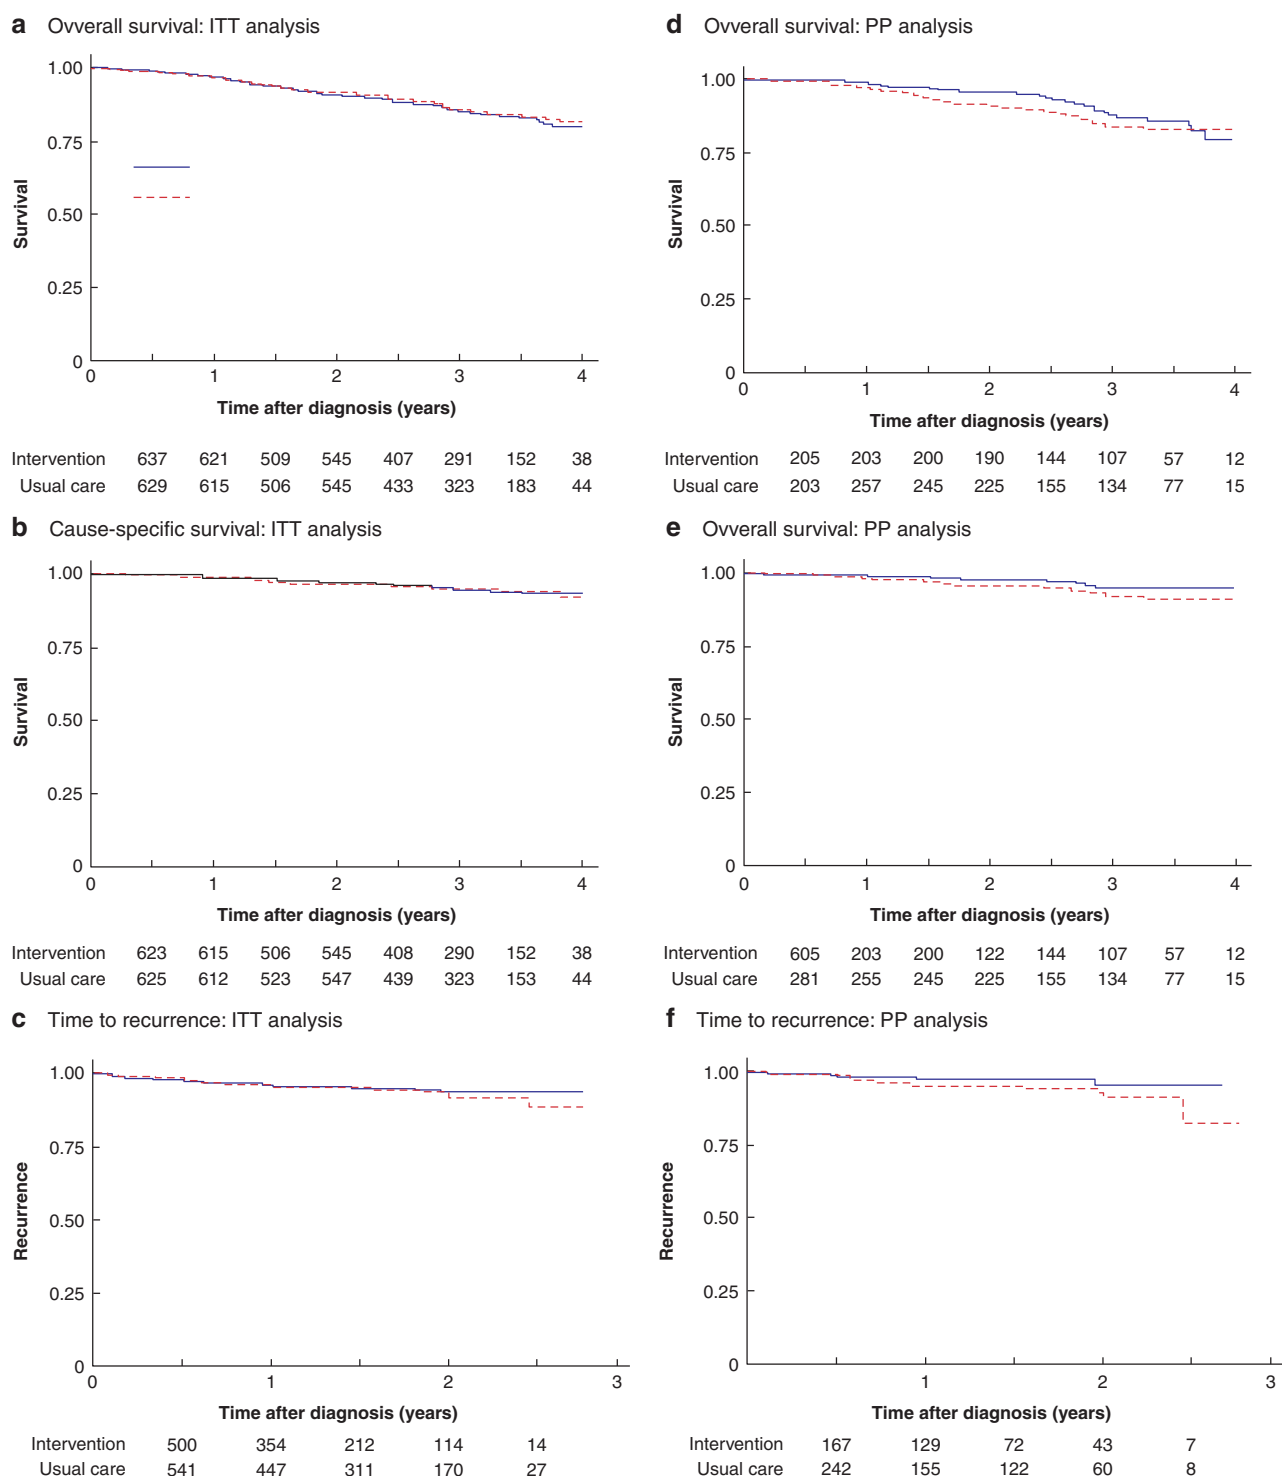 a Ovverall survival: ITT analysis
1.00
0.75
0.50
0.25
0
Survival
0 1 2 3 4
Time after diagnosis (years)
Intervention 637 621 509 545 407 291 152 38
Usual care 629 615 506 545 433 323 183 44
b Cause-specific survival: ITT analysis
1.00
0.75
0.50
0.25
0
Survival
0 1 2 3 4
Time after diagnosis (years)
Intervention 623 615 506 545 408 290 152 38
Usual care 625 612 523 547 439 323 153 44
c Time to recurrence: ITT analysis
1.00
0.75
0.50
0.25
0
Recurrence
0 1 2 3
Time after diagnosis (years)
Intervention 500 354 212 114 14
Usual care 541 447 311 170 27
d Ovverall survival: PP analysis
1.00
0.75
0.50
0.25
0
Survival
0 1 2 3 4
Time after diagnosis (years)
Intervention 205 203 200 190 144 107 57 12
Usual care 203 257 245 225 155 134 77 15
e Ovverall survival: PP analysis
1.00
0.75
0.50
0.25
0
Survival
0 1 2 3 4
Time after diagnosis (years)
Intervention 605 203 200 122 144 107 57 12
Usual care 281 255 245 225 155 134 77 15
f Time to recurrence: PP analysis
1.00
0.75
0.50
0.25
0
Recurrence
1 2 3
Time after diagnosis (years)
Intervention 167 129 72 43 7
Usual care 242 155 122 60 8